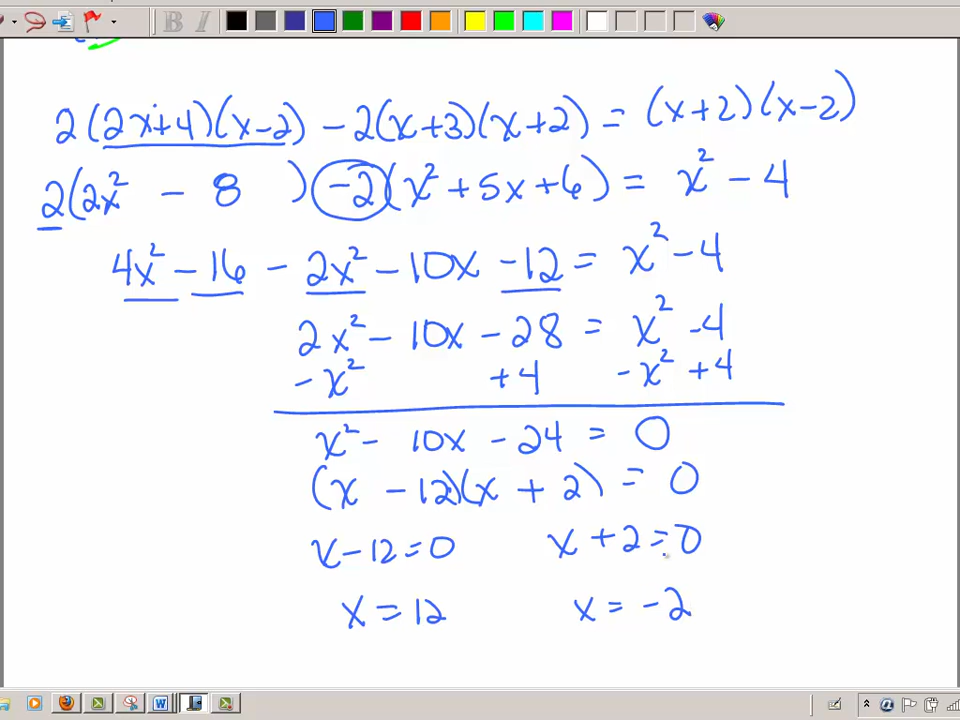 B I
2(2x+4)(x-2) - 2(x+3)(x+2) = (x+2)(x-2)
2(2x² - 8 ) -2(x² + 5x + 6) = x² - 4
4x² - 16 - 2x² - 10x - 12 = x² - 4
2x² - 10x - 28 = x² - 4
- x² + 4 - x² + 4
x² - 10x - 24 = 0
(x - 12)(x + 2) = 0
x - 12 = 0 x + 2 = 0
x = 12 x = -2